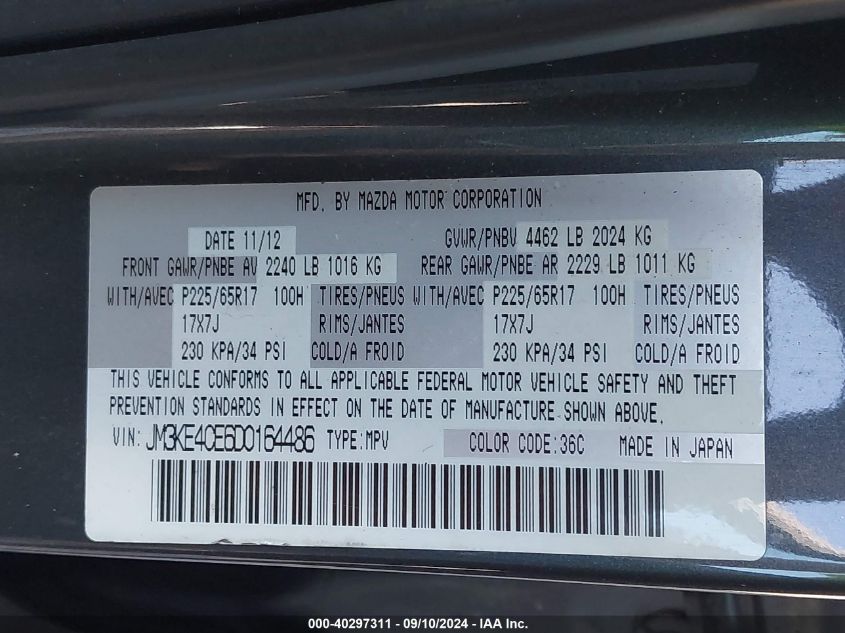 MFD. BY MAZDA MOTOR CORPORATION
DATE 11/12 GVWR/PNBV 4462 LB 2024 KG
FRONT GAWR/PNBE AV 2240 LB 1016 KG REAR GAWR/PNBE AR 2229 LB 1011 KG
WITH/AVEC P225/65R17 100H TIRES/PNEUS WITH/AVEC P225/65R17 100H TIRES/PNEUS
17X7J RIMS/JANTES 17X7J RIMS/JANTES
230 KPA/34 PSI COLD/A FROID 230 KPA/34 PSI COLD/A FROID
THIS VEHICLE CONFORMS TO ALL APPLICABLE FEDERAL MOTOR VEHICLE SAFETY AND THEFT
PREVENTION STANDARDS IN EFFECT ON THE DATE OF MANUFACTURE SHOWN ABOVE.
VIN: JM3KE4CE6D0164486 TYPE:MPV COLOR CODE:36C MADE IN JAPAN
000-40297311 - 09/10/2024 - IAA Inc.